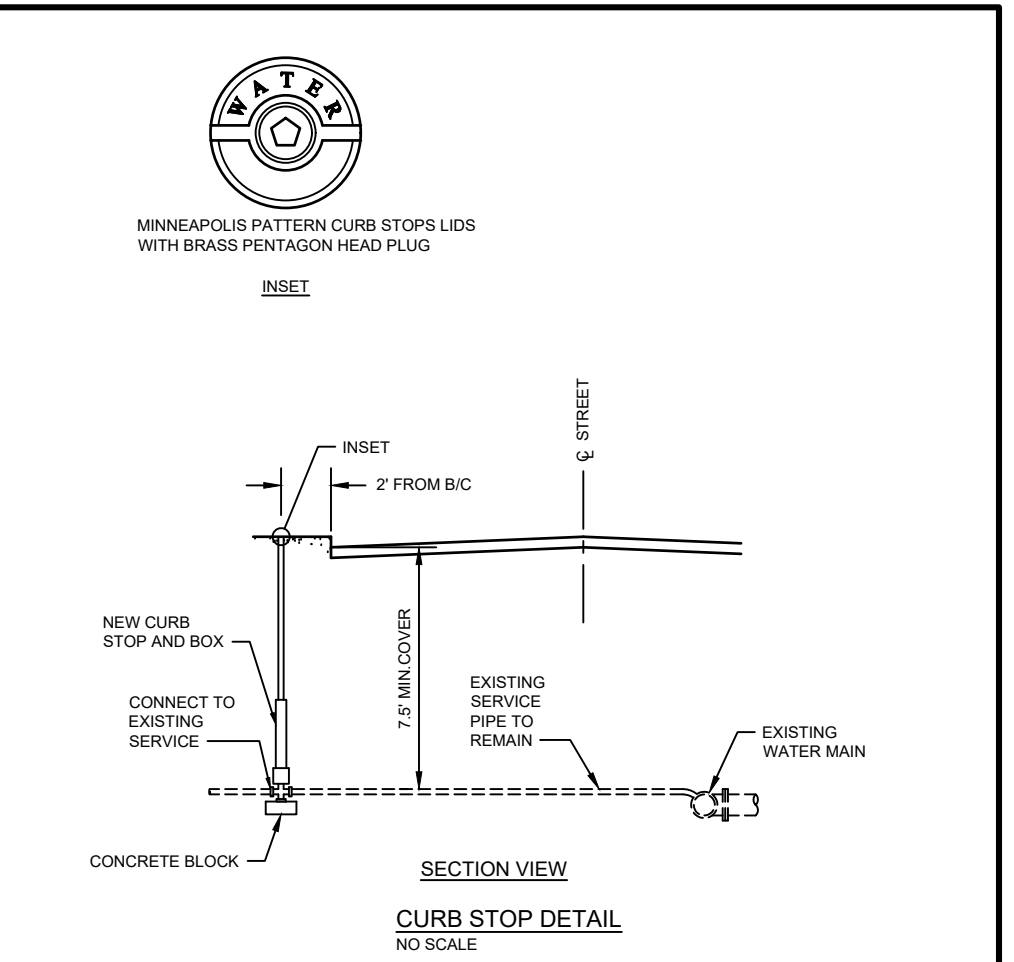 WATER
MINNEAPOLIS PATTERN CURB STOPS LIDS
WITH BRASS PENTAGON HEAD PLUG
INSET
℄ STREET
INSET
2' FROM B/C
7.5' MIN.COVER
NEW CURB
STOP AND BOX
CONNECT TO
EXISTING
SERVICE
EXISTING
SERVICE
PIPE TO
REMAIN
EXISTING
WATER MAIN
CONCRETE BLOCK
SECTION VIEW
CURB STOP DETAIL
NO SCALE